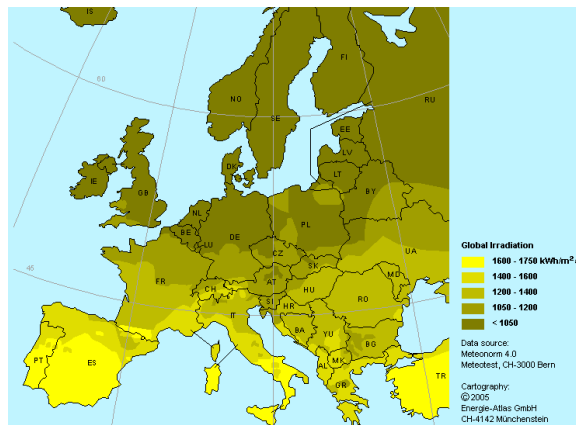 IS
60
NO
SE
FI
RU
EE
LV
LT
DK
IE
GB
NL
BE
LU
DE
PL
BY
CZ
SK
UA
45
FR
CH
AT
HU
MD
SI
HR
RO
IT
BA
YU
BG
MK
AL
GR
PT
ES
TR
Global Irradiation
1600 - 1750 kWh/m²
1400 - 1600
1200 - 1400
1050 - 1200
< 1050
Data source:
Meteonorm 4.0
Meteotest, CH-3000 Bern
Cartography:
©2005
Energie-Atlas GmbH
CH-4142 Münchenstein